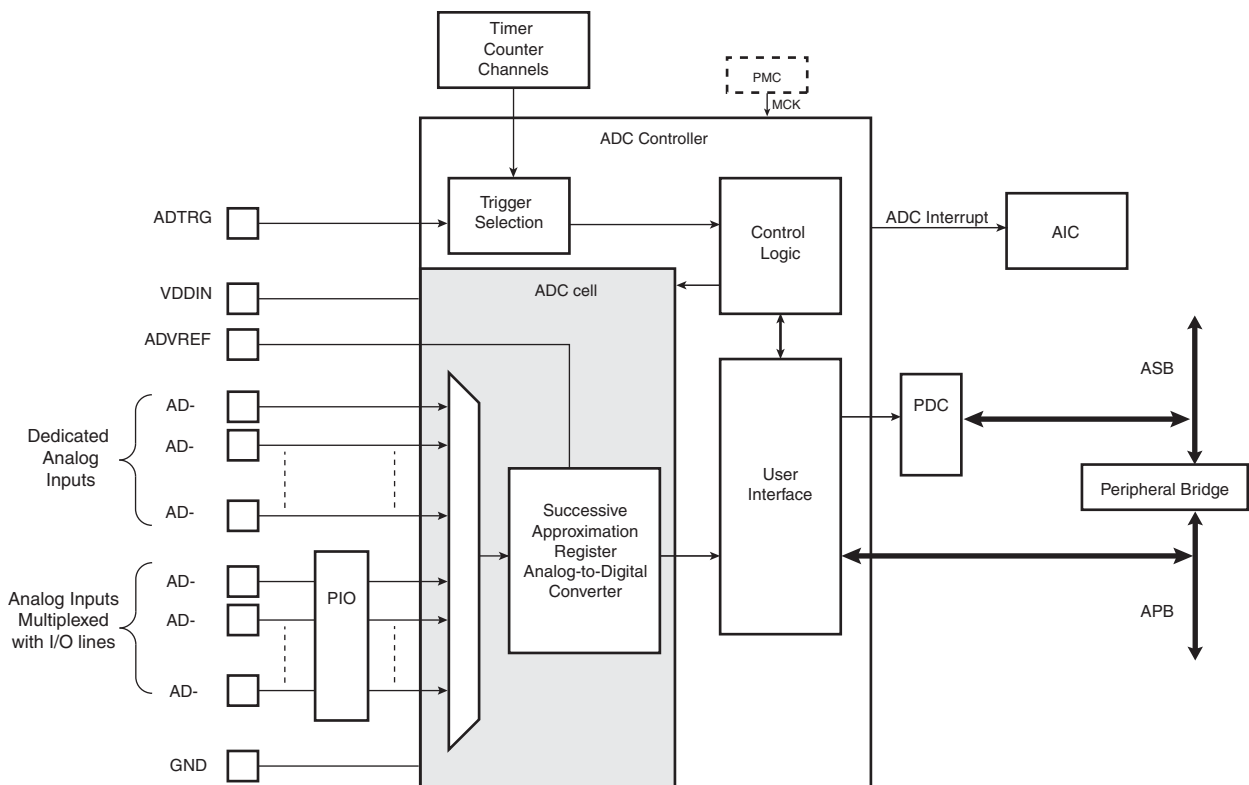 Timer
Counter
Channels
PMC
MCK
ADC Controller
ADTRG
Trigger
Selection
Control
Logic
ADC Interrupt
AIC
VDDIN
ADC cell
ADVREF
ASB
Dedicated
Analog
Inputs
AD-
AD-
AD-
PDC
User
Interface
Peripheral Bridge
Successive
Approximation
Register
Analog-to-Digital
Converter
Analog Inputs
Multiplexed
with I/O lines
AD-
AD-
AD-
PIO
APB
GND